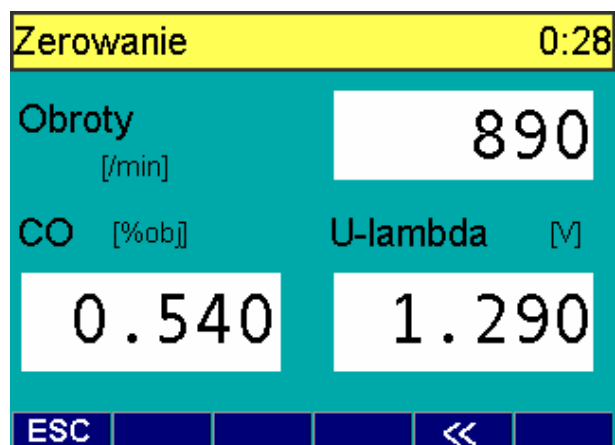 Zerowanie 0:28
Obroty 890
[/min]
CO [%obj] U-lambda [V]
0.540 1.290
ESC <<